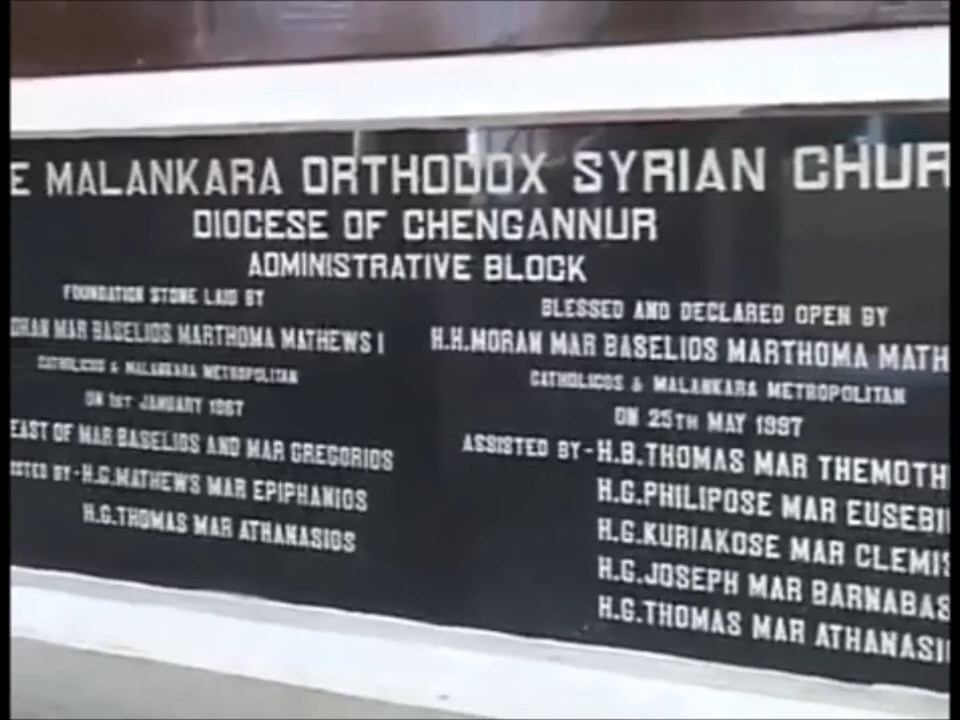 E MALANKARA ORTHODOX SYRIAN CHUR
DIOCESE OF CHENGANNUR
ADMINISTRATIVE BLOCK
FOUNDATION STONE LAID BY
ORAN MAR BASELIOS MARTHOMA MATHEWS I
CATHOLICOS & MALANKARA METROPOLITAN
ON 1ST JANUARY 1987
EAST OF MAR BASELIOS AND MAR GREGORIOS
ISTED BY-H.G.MATHEWS MAR EPIPHANIOS
H.G.THOMAS MAR ATHANASIOS
BLESSED AND DECLARED OPEN BY
H.H.MORAN MAR BASELIOS MARTHOMA MATH
CATHOLICOS & MALANKARA METROPOLITAN
ON 25TH MAY 1997
ASSISTED BY-H.B.THOMAS MAR THEMOTH
H.G.PHILIPOSE MAR EUSEBI
H.G.KURIAKOSE MAR CLEMIS
H.G.JOSEPH MAR BARNABAS
H.G.THOMAS MAR ATHANASI